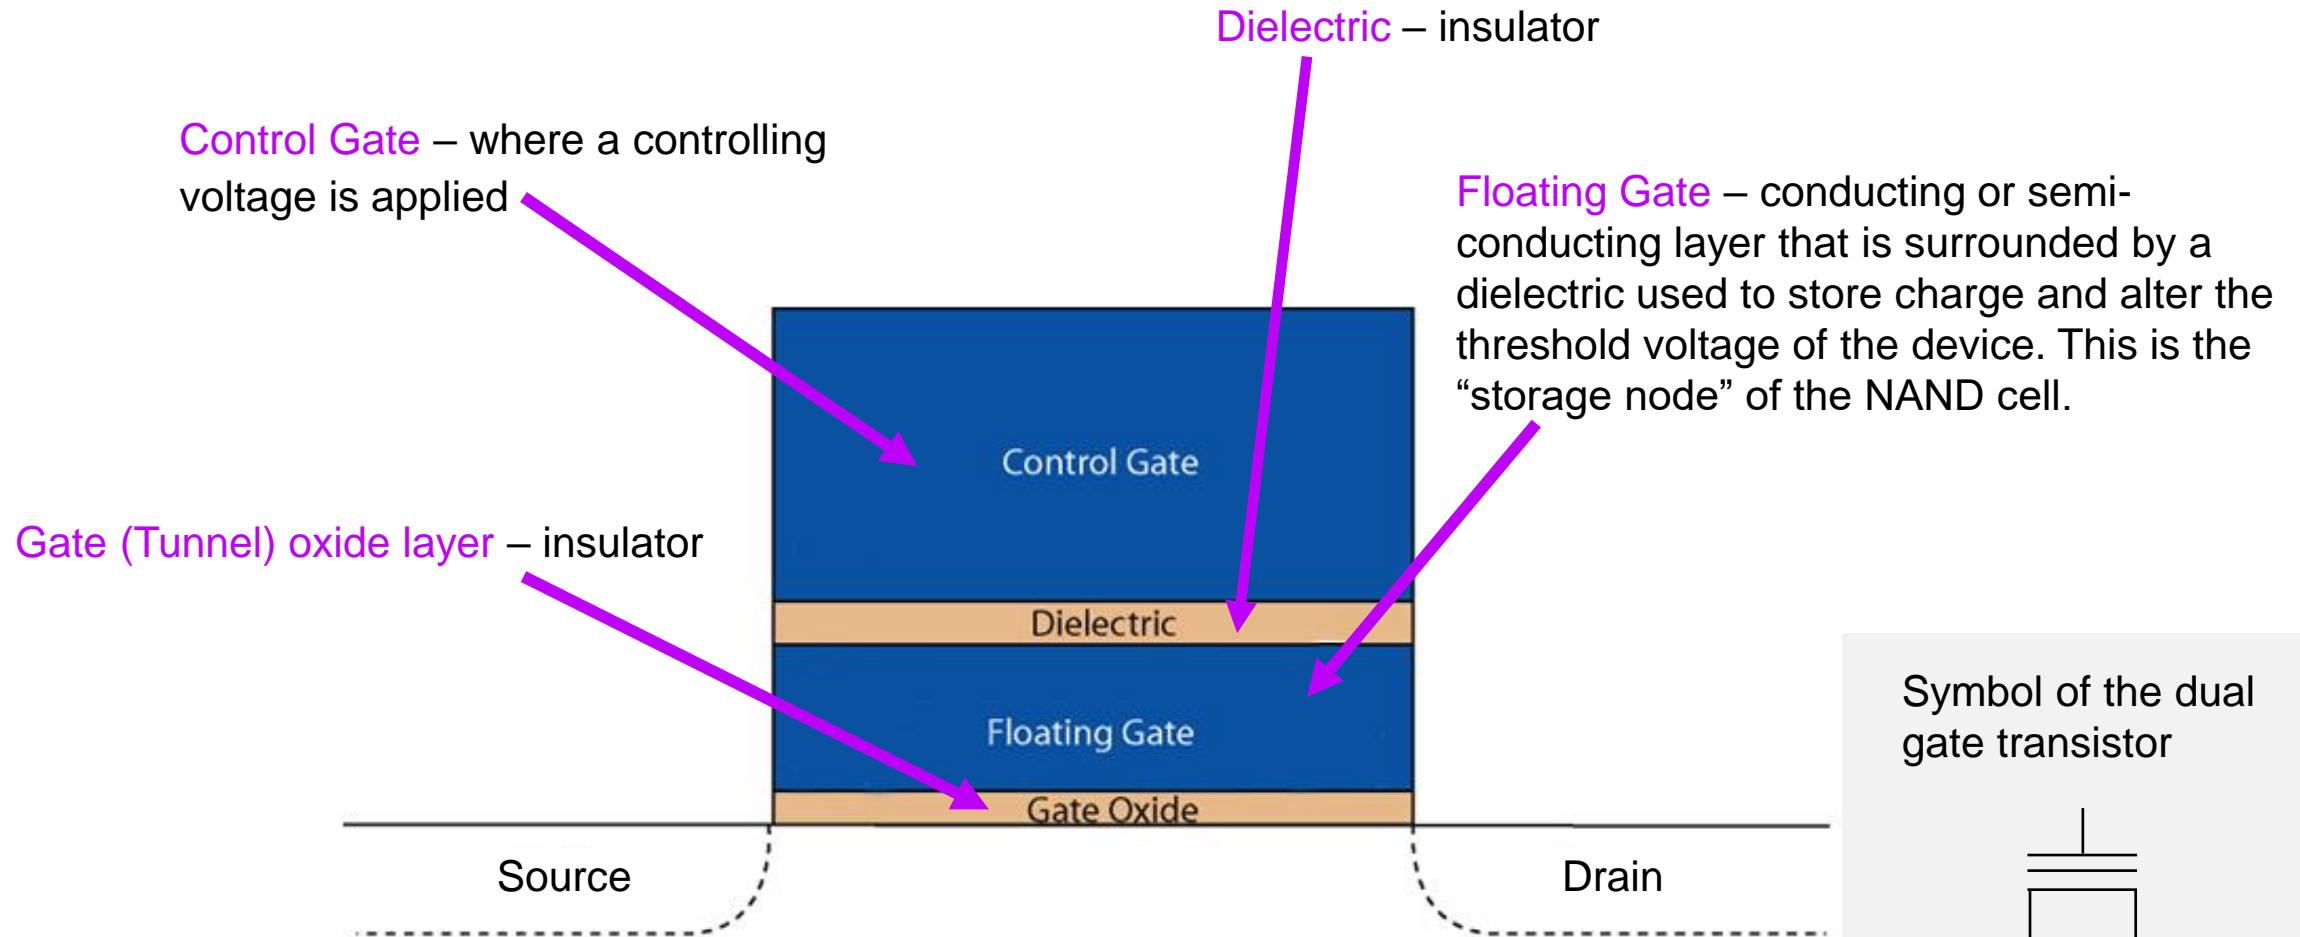 Dielectric – insulator
Control Gate – where a controlling
voltage is applied
Floating Gate – conducting or semi-
conducting layer that is surrounded by a
dielectric used to store charge and alter the
threshold voltage of the device. This is the
“storage node” of the NAND cell.
Control Gate
Gate (Tunnel) oxide layer – insulator
Dielectric
Floating Gate
Gate Oxide
Source
Drain
Symbol of the dual
gate transistor